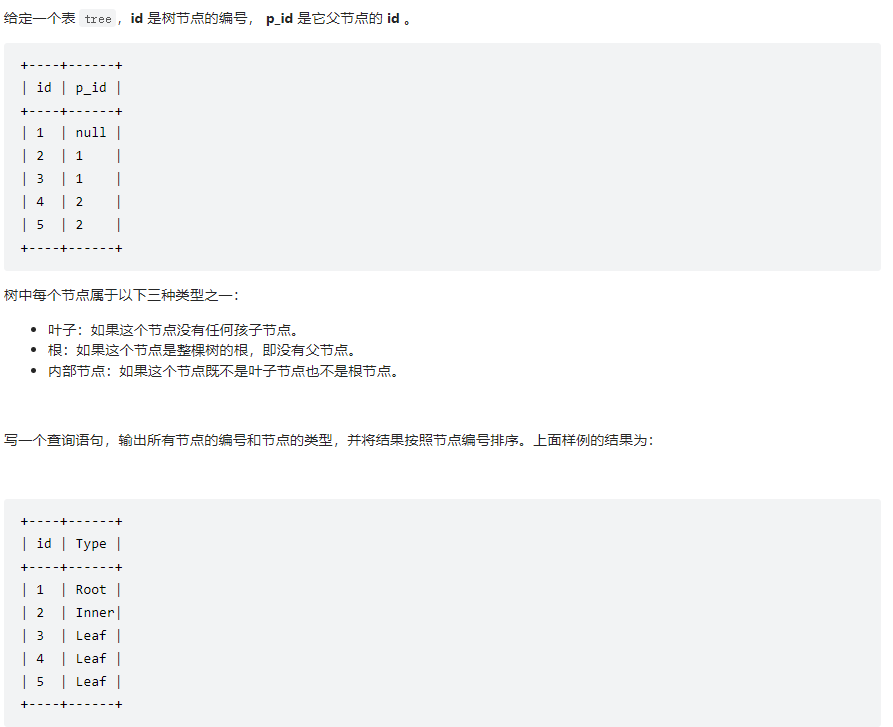 给定一个表 tree，id 是树节点的编号， p_id 是它父节点的 id 。
+----+------+
| id | p_id |
+----+------+
| 1  | null |
| 2  | 1    |
| 3  | 1    |
| 4  | 2    |
| 5  | 2    |
+----+------+
树中每个节点属于以下三种类型之一：
• 叶子：如果这个节点没有任何孩子节点。
• 根：如果这个节点是整棵树的根，即没有父节点。
• 内部节点：如果这个节点既不是叶子节点也不是根节点。
写一个查询语句，输出所有节点的编号和节点的类型，并将结果按照节点编号排序。上面样例的结果为：
+----+------+
| id | Type |
+----+------+
| 1  | Root |
| 2  | Inner|
| 3  | Leaf |
| 4  | Leaf |
| 5  | Leaf |
+----+------+